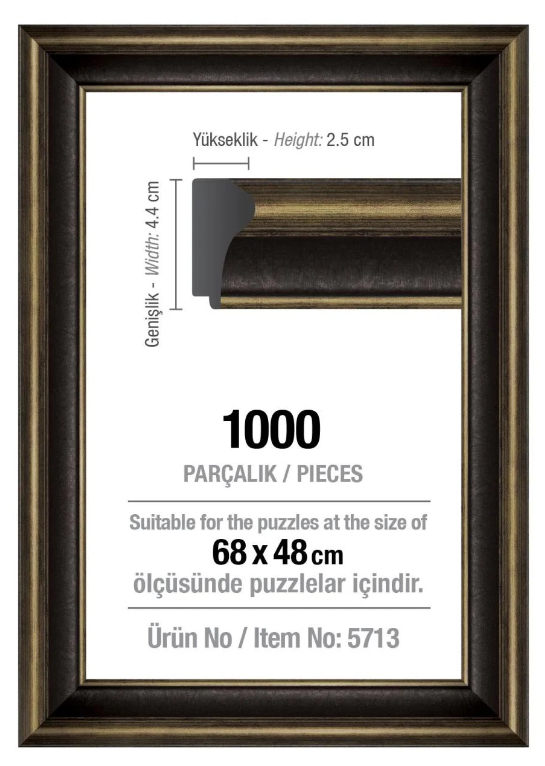 Yükseklik - Height: 2.5 cm
Genişlik - Width: 4.4 cm
1000
PARÇALIK / PIECES
Suitable for the puzzles at the size of
68 x 48 cm
ölçüsünde puzzlelar içindir.
Ürün No / Item No: 5713